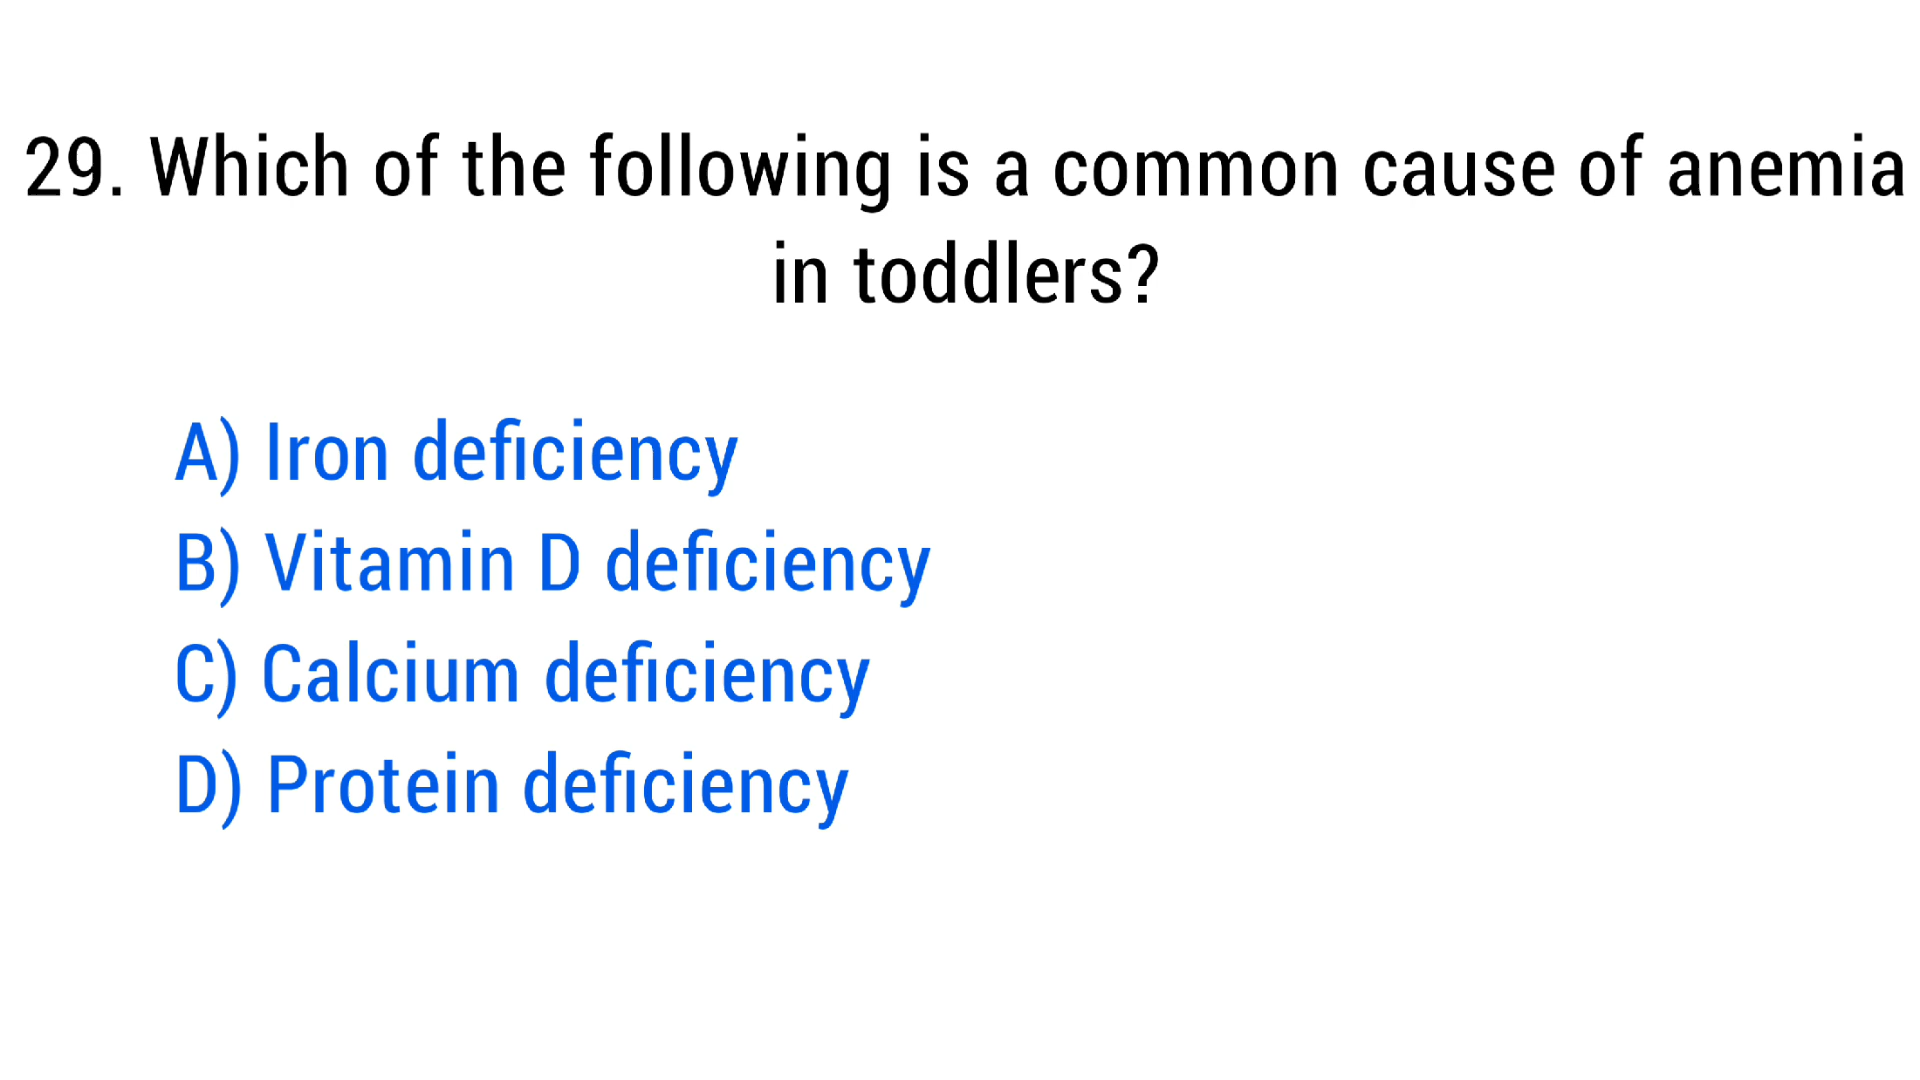 29. Which of the following is a common cause of anemia
in toddlers?
A) Iron deficiency
B) Vitamin D deficiency
C) Calcium deficiency
D) Protein deficiency